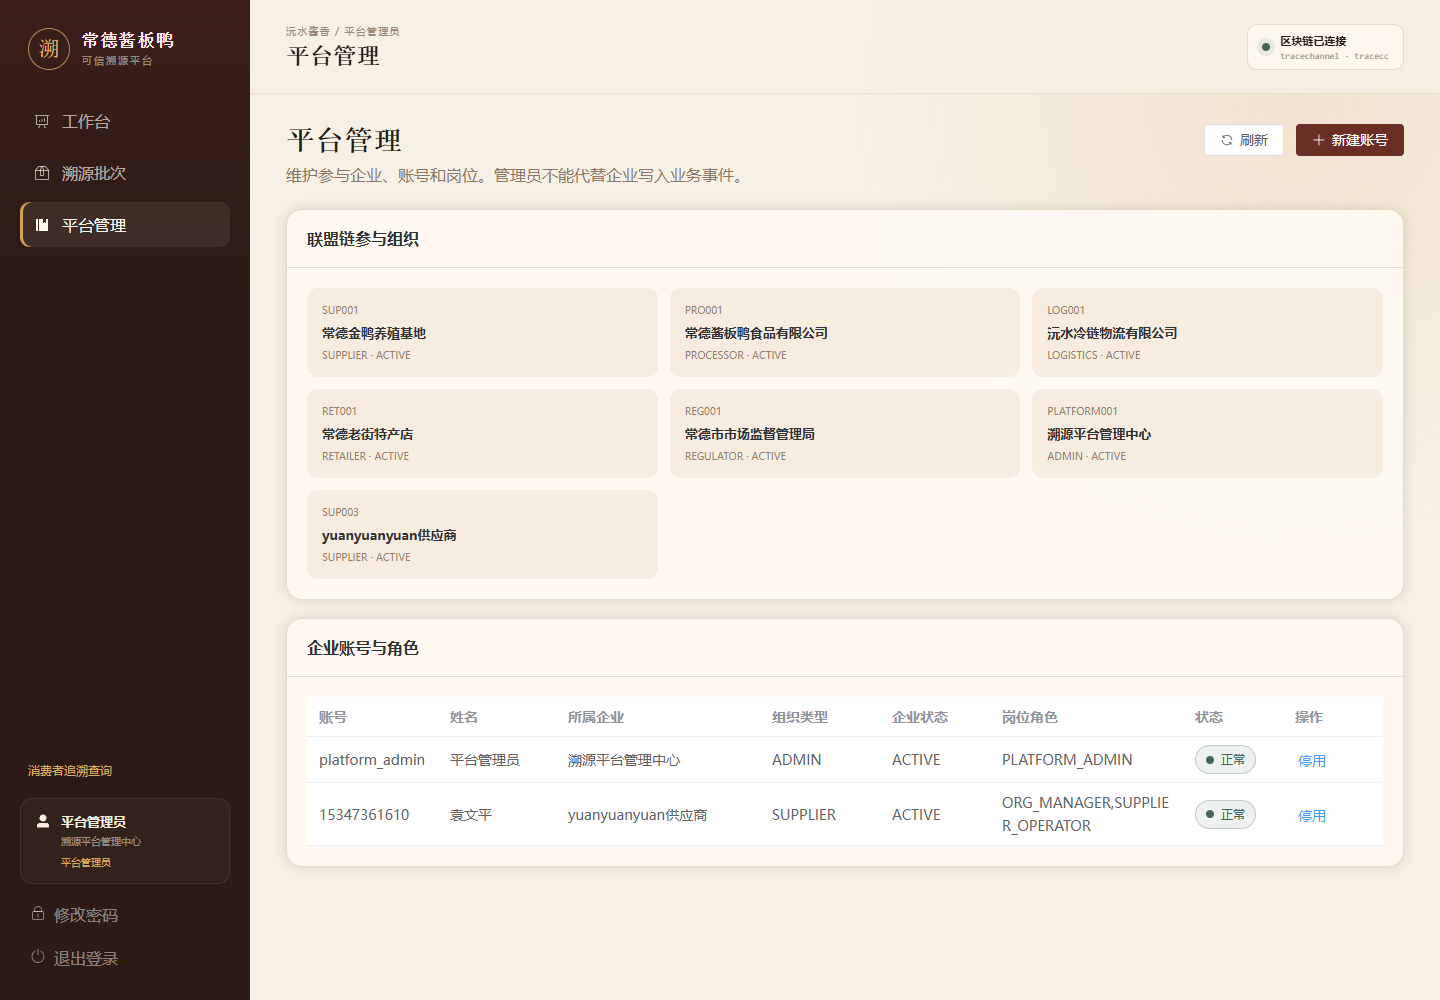 溯
常德酱板鸭
可信溯源平台
工作台
溯源批次
平台管理
消费者追溯查询
平台管理员
溯源平台管理中心
平台管理员
修改密码
退出登录
沅水酱香 / 平台管理员
平台管理
区块链已连接
tracechannel · tracecc
平台管理
维护参与企业、账号和岗位。管理员不能代替企业写入业务事件。
刷新
新建账号
联盟链参与组织
SUP001
常德金鸭养殖基地
SUPPLIER · ACTIVE
PRO001
常德酱板鸭食品有限公司
PROCESSOR · ACTIVE
LOG001
沅水冷链物流有限公司
LOGISTICS · ACTIVE
RET001
常德老街特产店
RETAILER · ACTIVE
REG001
常德市市场监督管理局
REGULATOR · ACTIVE
PLATFORM001
溯源平台管理中心
ADMIN · ACTIVE
SUP003
yuanyuanyuan供应商
SUPPLIER · ACTIVE
企业账号与角色
账号 姓名 所属企业 组织类型 企业状态 岗位角色 状态 操作
platform_admin 平台管理员 溯源平台管理中心 ADMIN ACTIVE PLATFORM_ADMIN 正常 停用
15347361610 袁文平 yuanyuanyuan供应商 SUPPLIER ACTIVE ORG_MANAGER,SUPPLIE
R_OPERATOR 正常 停用